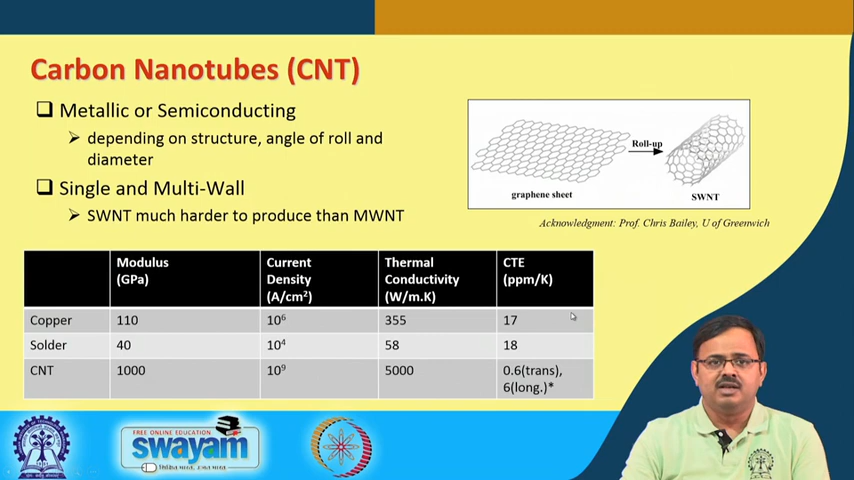 Carbon Nanotubes (CNT)
❑ Metallic or Semiconducting
➢ depending on structure, angle of roll and
diameter
❑ Single and Multi-Wall
➢ SWNT much harder to produce than MWNT
Roll-up
graphene sheet
SWNT
Acknowledgment: Prof. Chris Bailey, U of Greenwich
Modulus (GPa) Current Density (A/cm²) Thermal Conductivity (W/m.K) CTE (ppm/K)
Copper 110 10⁶ 355 17
Solder 40 10⁴ 58 18
CNT 1000 10⁹ 5000 0.6(trans), 6(long.)*
FREE ONLINE EDUCATION
swayam